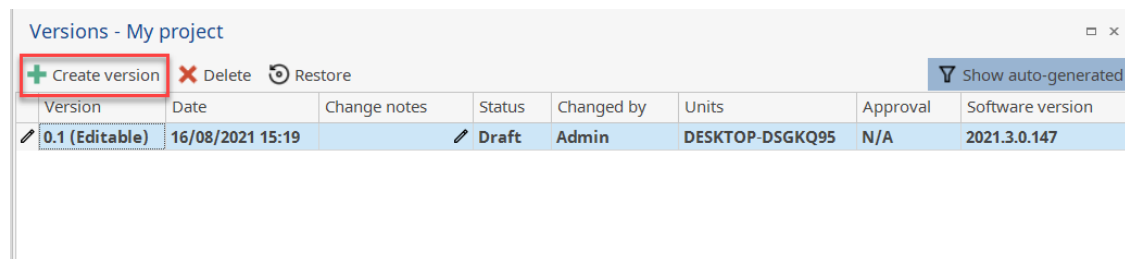 Versions - My project
Create version Delete Restore Show auto-generated
Version Date Change notes Status Changed by Units Approval Software version
0.1 (Editable) 16/08/2021 15:19 Draft Admin DESKTOP-DSGKQ95 N/A 2021.3.0.147